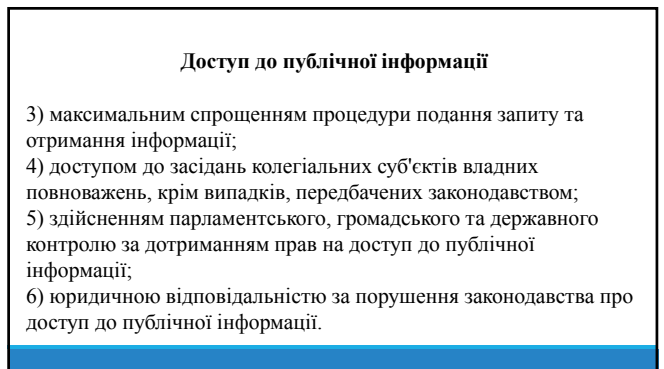 Доступ до публічної інформації
3) максимальним спрощенням процедури подання запиту та
отримання інформації;
4) доступом до засідань колегіальних суб'єктів владних
повноважень, крім випадків, передбачених законодавством;
5) здійсненням парламентського, громадського та державного
контролю за дотриманням прав на доступ до публічної
інформації;
6) юридичною відповідальністю за порушення законодавства про
доступ до публічної інформації.